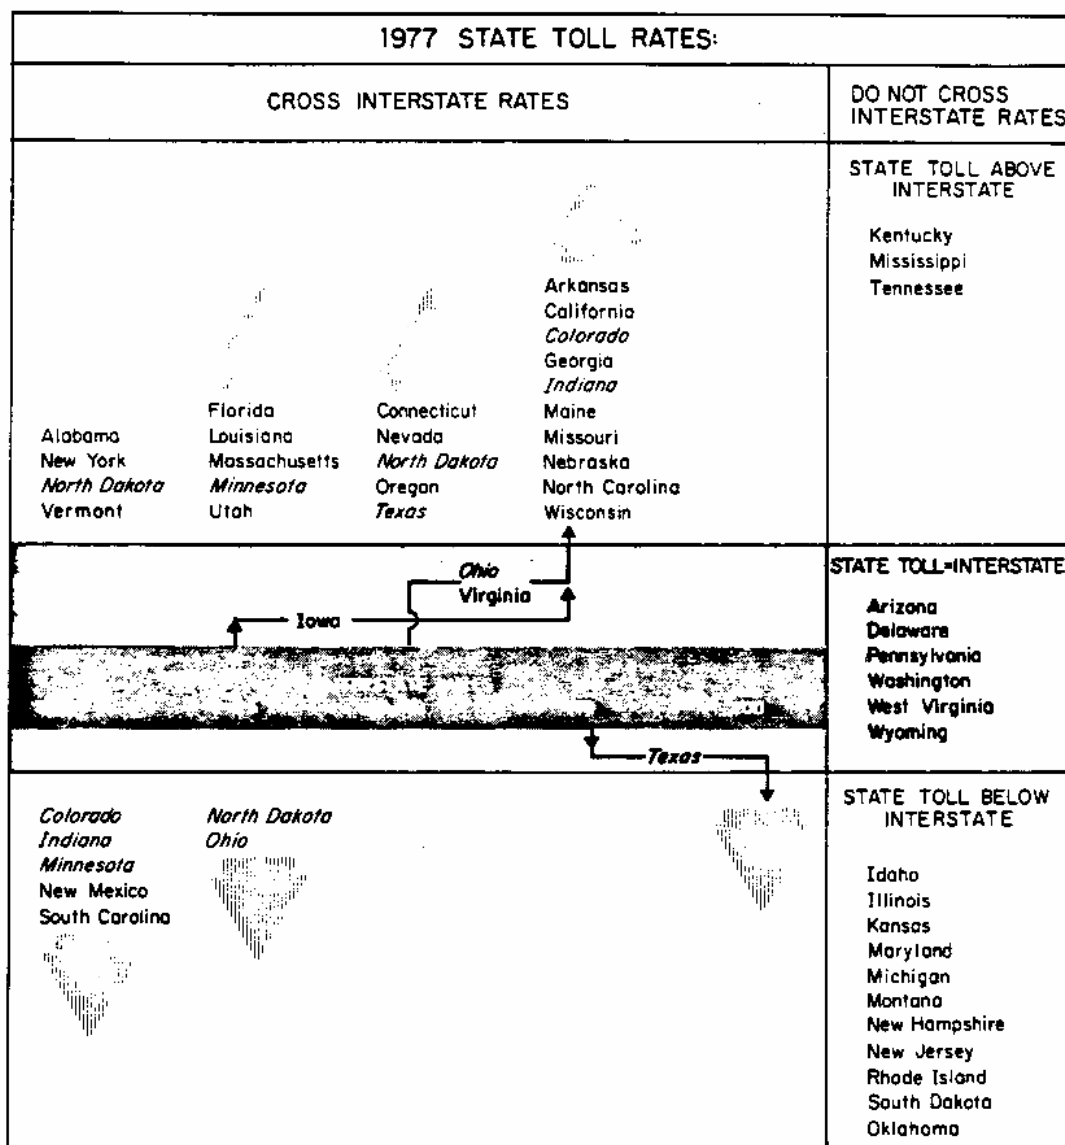 1977 STATE TOLL RATES:
CROSS INTERSTATE RATES
DO NOT CROSS
INTERSTATE RATES
STATE TOLL ABOVE
INTERSTATE
Kentucky
Mississippi
Tennessee
Alabama
New York
North Dakota
Vermont
Florida
Louisiana
Massachusetts
Minnesota
Utah
Connecticut
Nevada
North Dakota
Oregon
Texas
Arkansas
California
Colorado
Georgia
Indiana
Maine
Missouri
Nebraska
North Carolina
Wisconsin
Ohio
Virginia
Iowa
Texas
STATE TOLL=INTERSTATE
Arizona
Delaware
Pennsylvania
Washington
West Virginia
Wyoming
Colorado
Indiana
Minnesota
New Mexico
South Carolina
North Dakota
Ohio
STATE TOLL BELOW
INTERSTATE
Idaho
Illinois
Kansas
Maryland
Michigan
Montana
New Hampshire
New Jersey
Rhode Island
South Dakota
Oklahoma